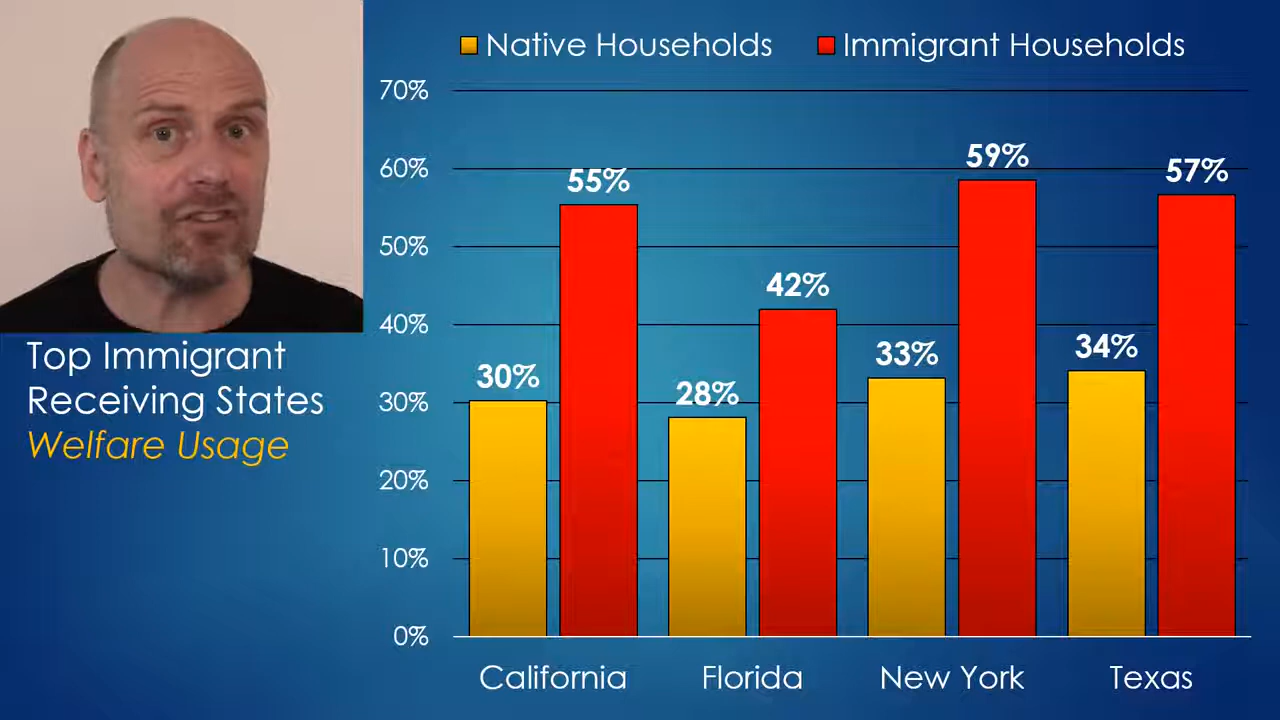 Native Households
Immigrant Households
70%
60%
50%
40%
30%
20%
10%
0%
30%
55%
28%
42%
33%
59%
34%
57%
California
Florida
New York
Texas
Top Immigrant
Receiving States
Welfare Usage